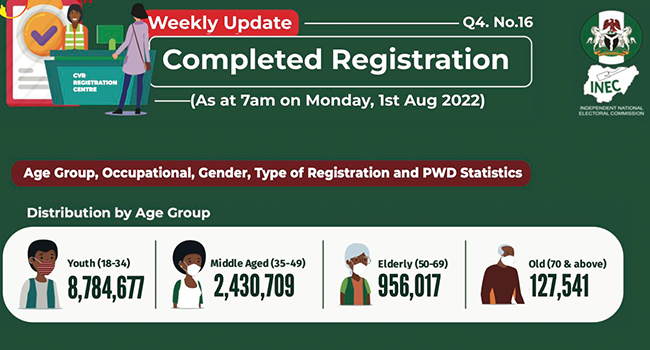 Weekly Update
Q4. No.16
Completed Registration
(As at 7am on Monday, 1st Aug 2022)
CVR
REGISTRATION
CENTRE
INEC
INDEPENDENT NATIONAL
ELECTORAL COMMISSION
Age Group, Occupational, Gender, Type of Registration and PWD Statistics
Distribution by Age Group
Youth (18-34)
8,784,677
Middle Aged (35-49)
2,430,709
Elderly (50-69)
956,017
Old (70 & above)
127,541